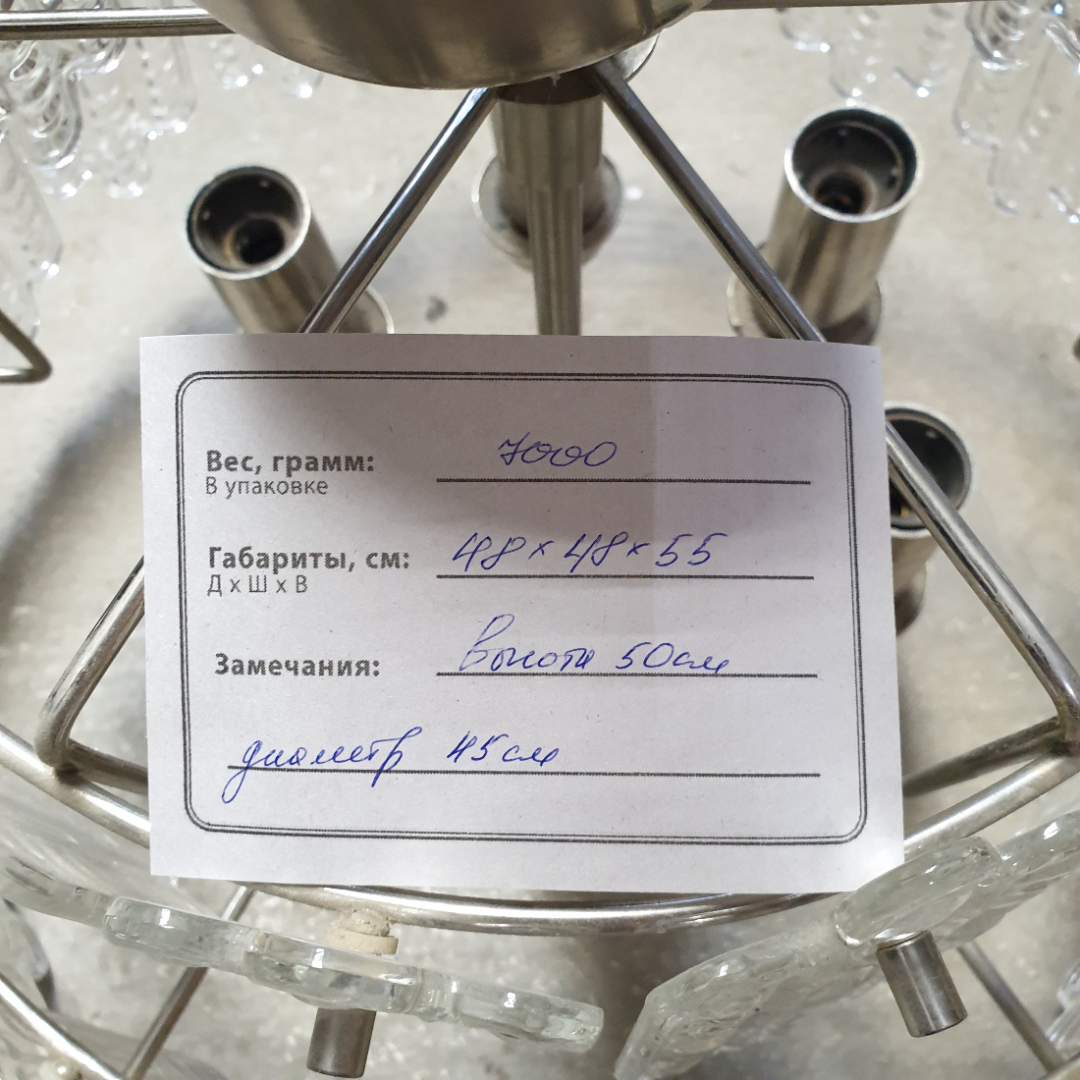 Вес, грамм: 7000
В упаковке
Габариты, см: 48 x 48 x 55
Д х Ш х В
Замечания: Высота 50см
диаметр 45см